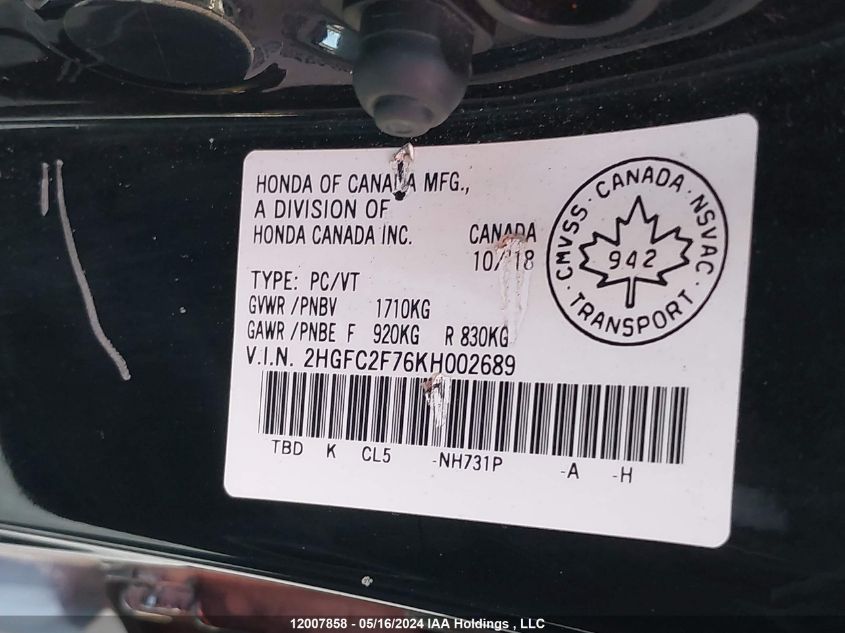 HONDA OF CANADA MFG.,
A DIVISION OF
HONDA CANADA INC. CANADA
10/18
TYPE: PC/VT
GVWR /PNBV 1710KG
GAWR /PNBE F 920KG R 830KG
V.I.N. 2HGFC2F76KH002689
TBD K CL5 -NH731P -A -H
CMVSS · CANADA · NSVAC ·
942
TRANSPORT
12007858 - 05/16/2024 IAA Holdings , LLC